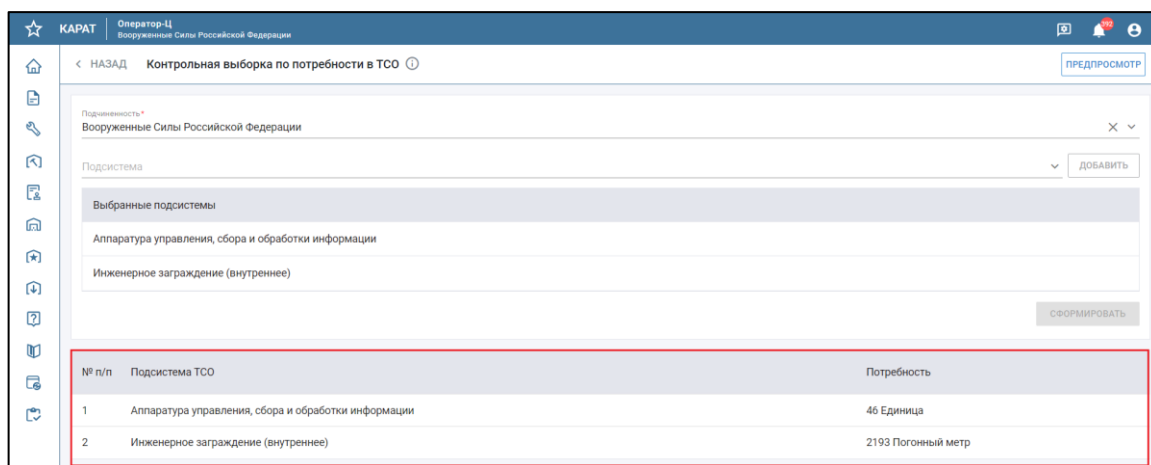 КАРАТ
Оператор-Ц
Вооруженные Силы Российской Федерации
392
НАЗАД Контрольная выборка по потребности в ТСО
ПРЕДПРОСМОТР
Подчиненность*
Вооруженные Силы Российской Федерации
Подсистема
ДОБАВИТЬ
Выбранные подсистемы
Аппаратура управления, сбора и обработки информации
Инженерное заграждение (внутреннее)
СФОРМИРОВАТЬ
№ п/п Подсистема ТСО Потребность
1 Аппаратура управления, сбора и обработки информации 46 Единица
2 Инженерное заграждение (внутреннее) 2193 Погонный метр